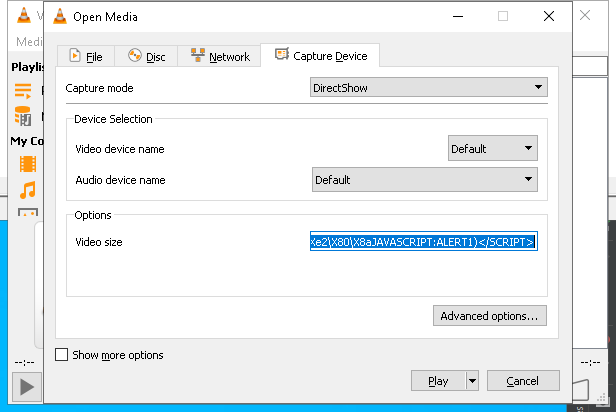 Open Media
Medi
Playlis
My Co
File
Disc
Network
Capture Device
Capture mode
DirectShow
Device Selection
Video device name
Default
Audio device name
Default
Options
Video size
Xe2\X80\X8aJAVASCRIPT:ALERT1)</SCRIPT>
Advanced options...
Show more options
--:--
--:--
Play
Cancel